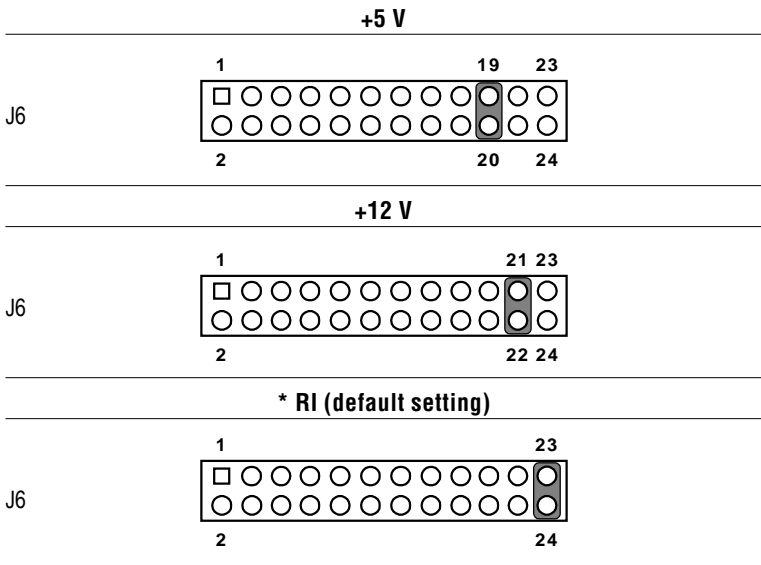 +5 V
1 19 23
J6
2 20 24
+12 V
1 21 23
J6
2 22 24
* RI (default setting)
1 23
J6
2 24